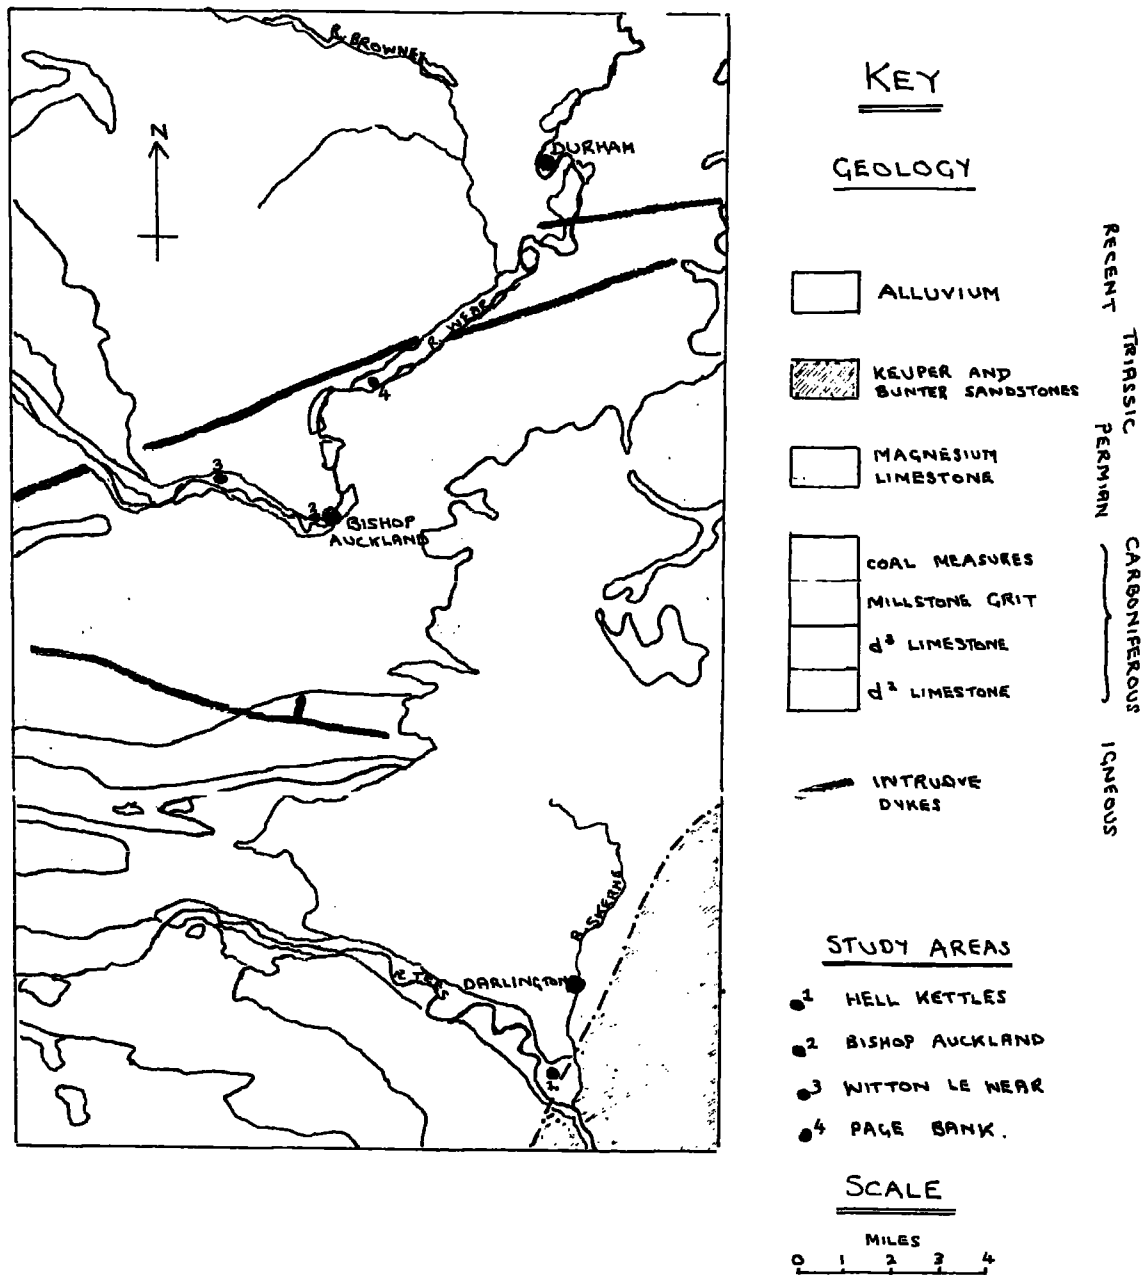 R. BROWNEY
N
DURHAM
R. WEAR
4
3
2
BISHOP
AUCKLAND
R. SKERNE
R. TEES
DARLINGTON
1
KEY
GEOLOGY
ALLUVIUM
KEUPER AND
BUNTER SANDSTONES
MAGNESIUM
LIMESTONE
COAL MEASURES
MILLSTONE GRIT
d³ LIMESTONE
d² LIMESTONE
INTRUSIVE
DYKES
RECENT
TRIASSIC
PERMIAN
CARBONIFEROUS
IGNEOUS
STUDY AREAS
1 HELL KETTLES
2 BISHOP AUCKLAND
3 WITTON LE WEAR
4 PAGE BANK.
SCALE
MILES
0 1 2 3 4